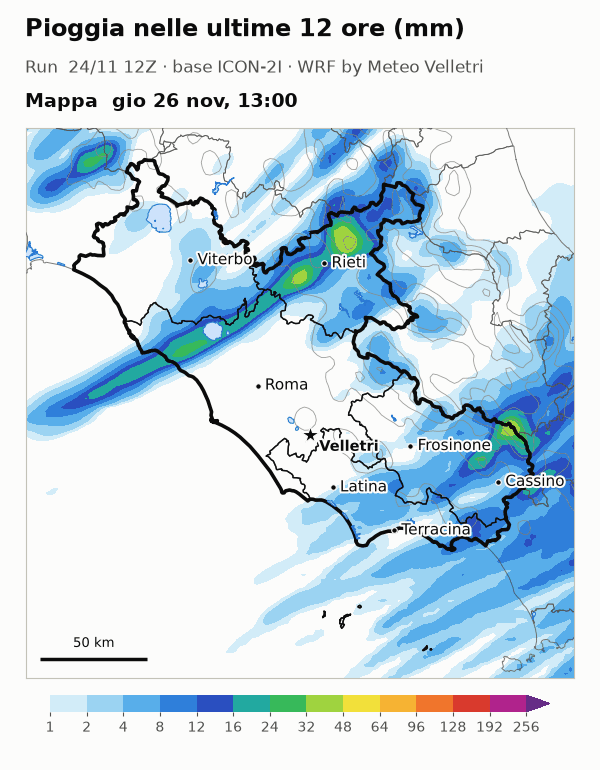 Pioggia nelle ultime 12 ore (mm)
Run  24/11 12Z · base ICON-2I · WRF by Meteo Velletri
Mappa  gio 26 nov, 13:00
Viterbo
Rieti
Roma
Velletri
Frosinone
Latina
Cassino
Terracina
50 km
1 2 4 8 12 16 24 32 48 64 96 128 192 256